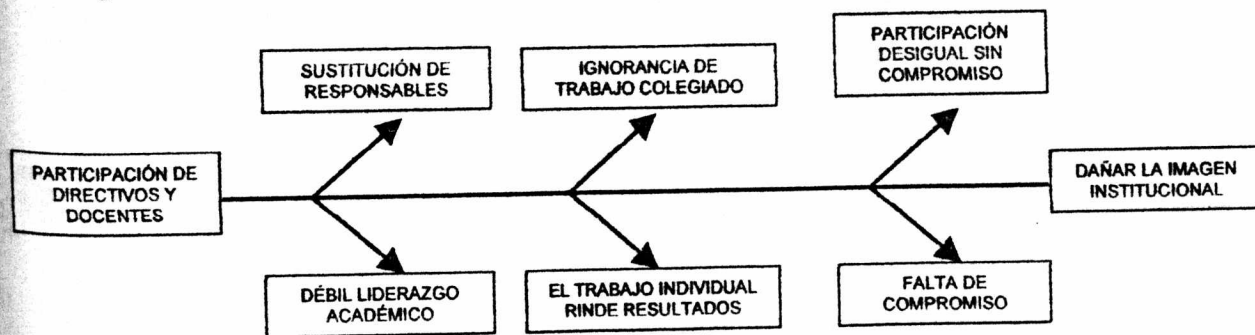 PARTICIPACIÓN DE
DIRECTIVOS Y
DOCENTES
SUSTITUCIÓN DE
RESPONSABLES
IGNORANCIA DE
TRABAJO COLEGIADO
PARTICIPACIÓN
DESIGUAL SIN
COMPROMISO
DÉBIL LIDERAZGO
ACADÉMICO
EL TRABAJO INDIVIDUAL
RINDE RESULTADOS
FALTA DE
COMPROMISO
DAÑAR LA IMAGEN
INSTITUCIONAL